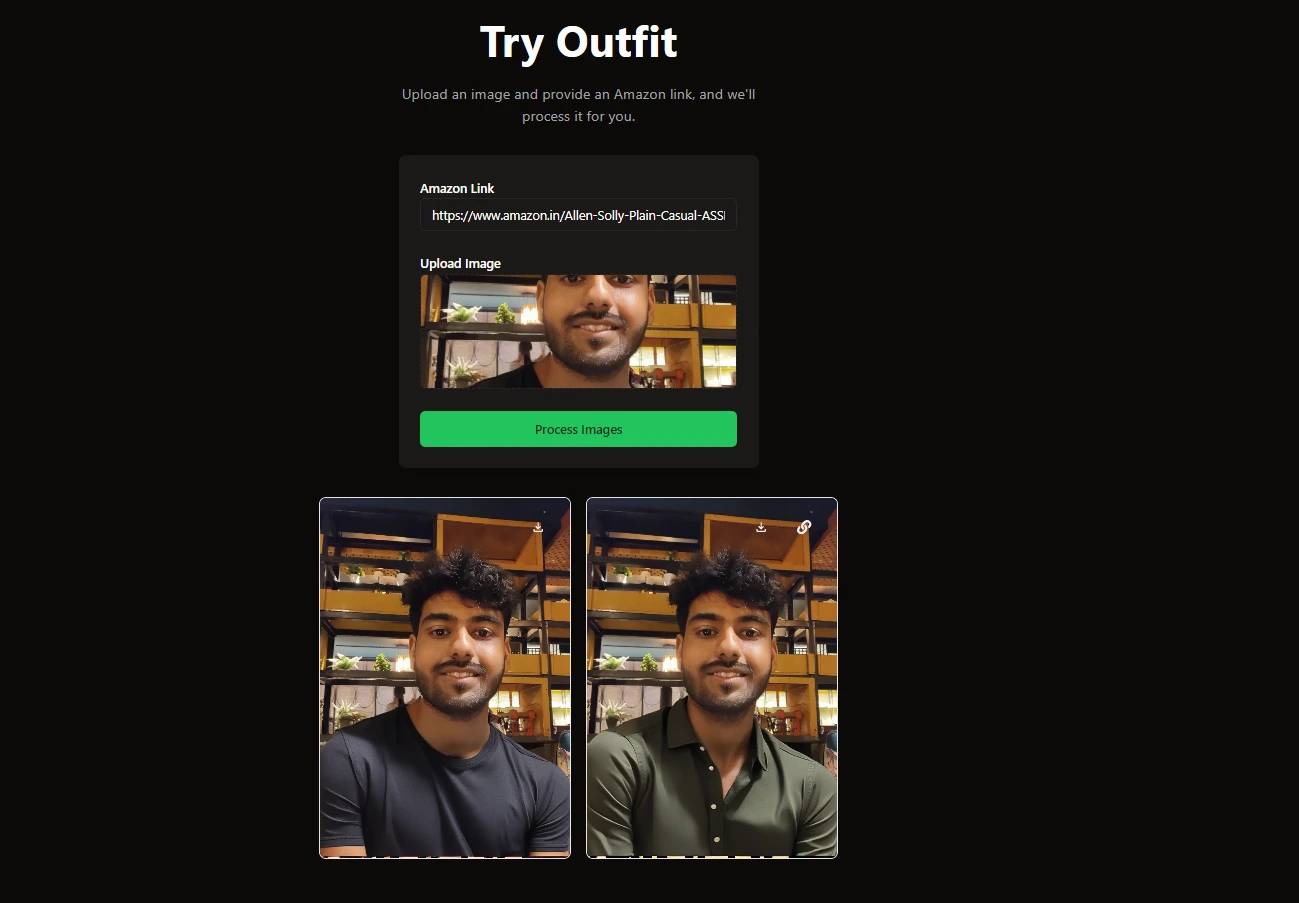 Try Outfit
Upload an image and provide an Amazon link, and we'll
process it for you.
Amazon Link
https://www.amazon.in/Allen-Solly-Plain-Casual-ASS
Upload Image
Process Images